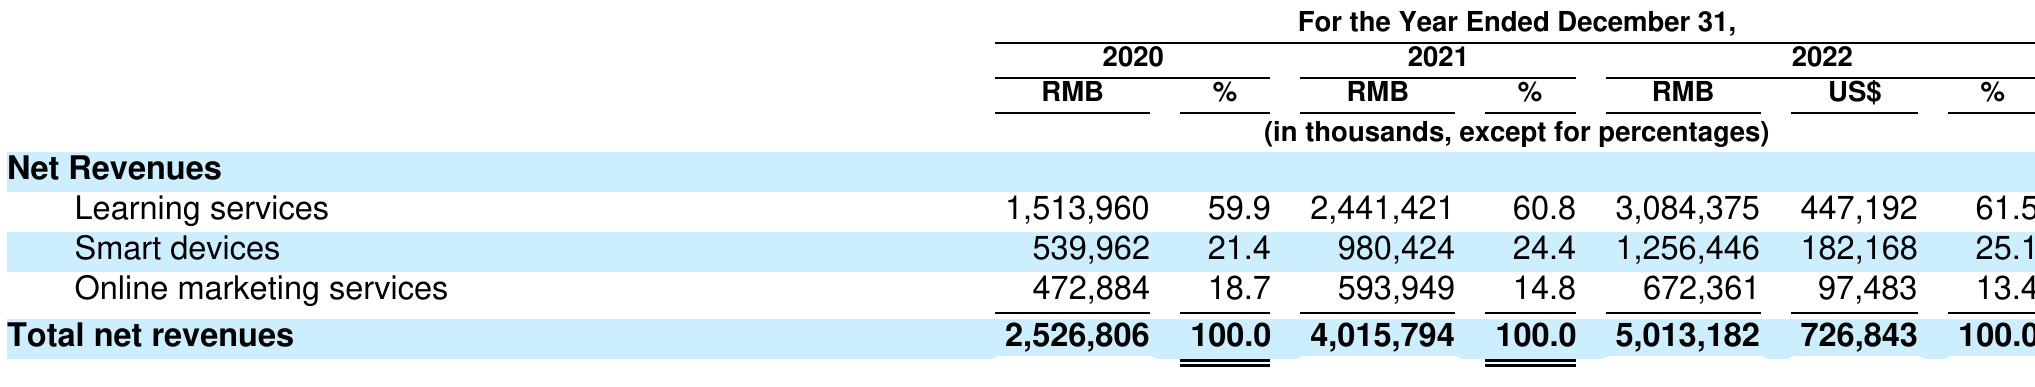 For the Year Ended December 31,
2020 2021 2022
RMB % RMB % RMB US$ %
(in thousands, except for percentages)
Net Revenues
Learning services 1,513,960 59.9 2,441,421 60.8 3,084,375 447,192 61.5
Smart devices 539,962 21.4 980,424 24.4 1,256,446 182,168 25.1
Online marketing services 472,884 18.7 593,949 14.8 672,361 97,483 13.4
Total net revenues 2,526,806 100.0 4,015,794 100.0 5,013,182 726,843 100.0